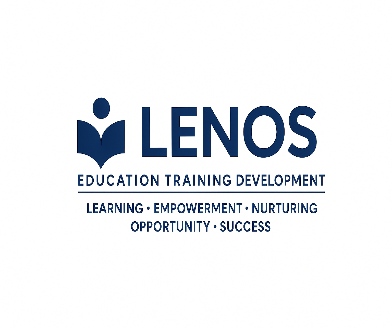 LENOS
EDUCATION TRAINING DEVELOPMENT
LEARNING • EMPOWERMENT • NURTURING
OPPORTUNITY • SUCCESS